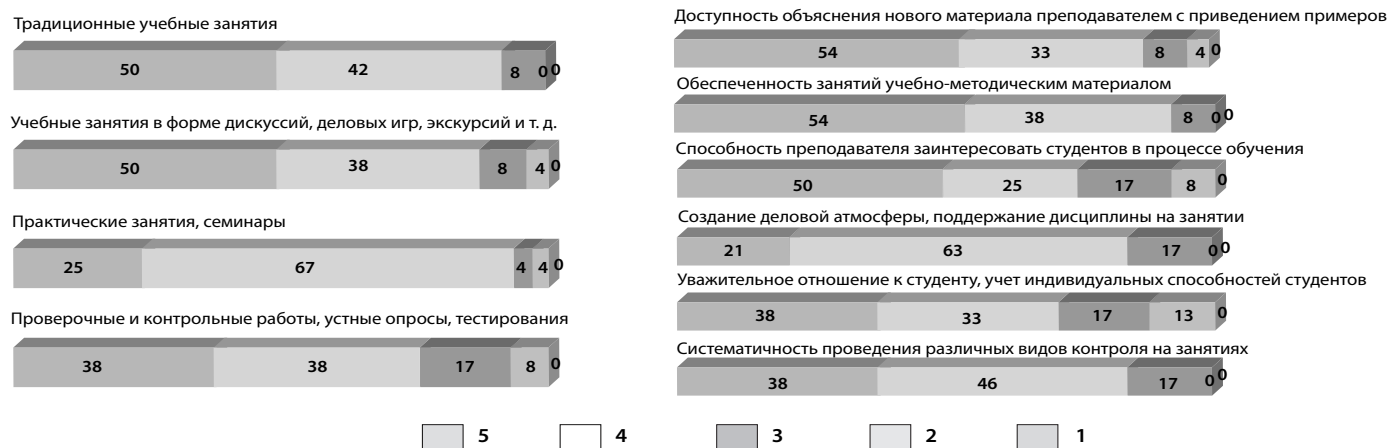 Традиционные учебные занятия
50 42 8 0 0
Учебные занятия в форме дискуссий, деловых игр, экскурсий и т. д.
50 38 8 4 0
Практические занятия, семинары
25 67 4 4 0
Проверочные и контрольные работы, устные опросы, тестирования
38 38 17 8 0
Доступность объяснения нового материала преподавателем с приведением примеров
54 33 8 4 0
Обеспеченность занятий учебно-методическим материалом
54 38 8 0 0
Способность преподавателя заинтересовать студентов в процессе обучения
50 25 17 8 0
Создание деловой атмосферы, поддержание дисциплины на занятии
21 63 17 0 0
Уважительное отношение к студенту, учет индивидуальных способностей студентов
38 33 17 13 0
Систематичность проведения различных видов контроля на занятиях
38 46 17 0 0
5 4 3 2 1